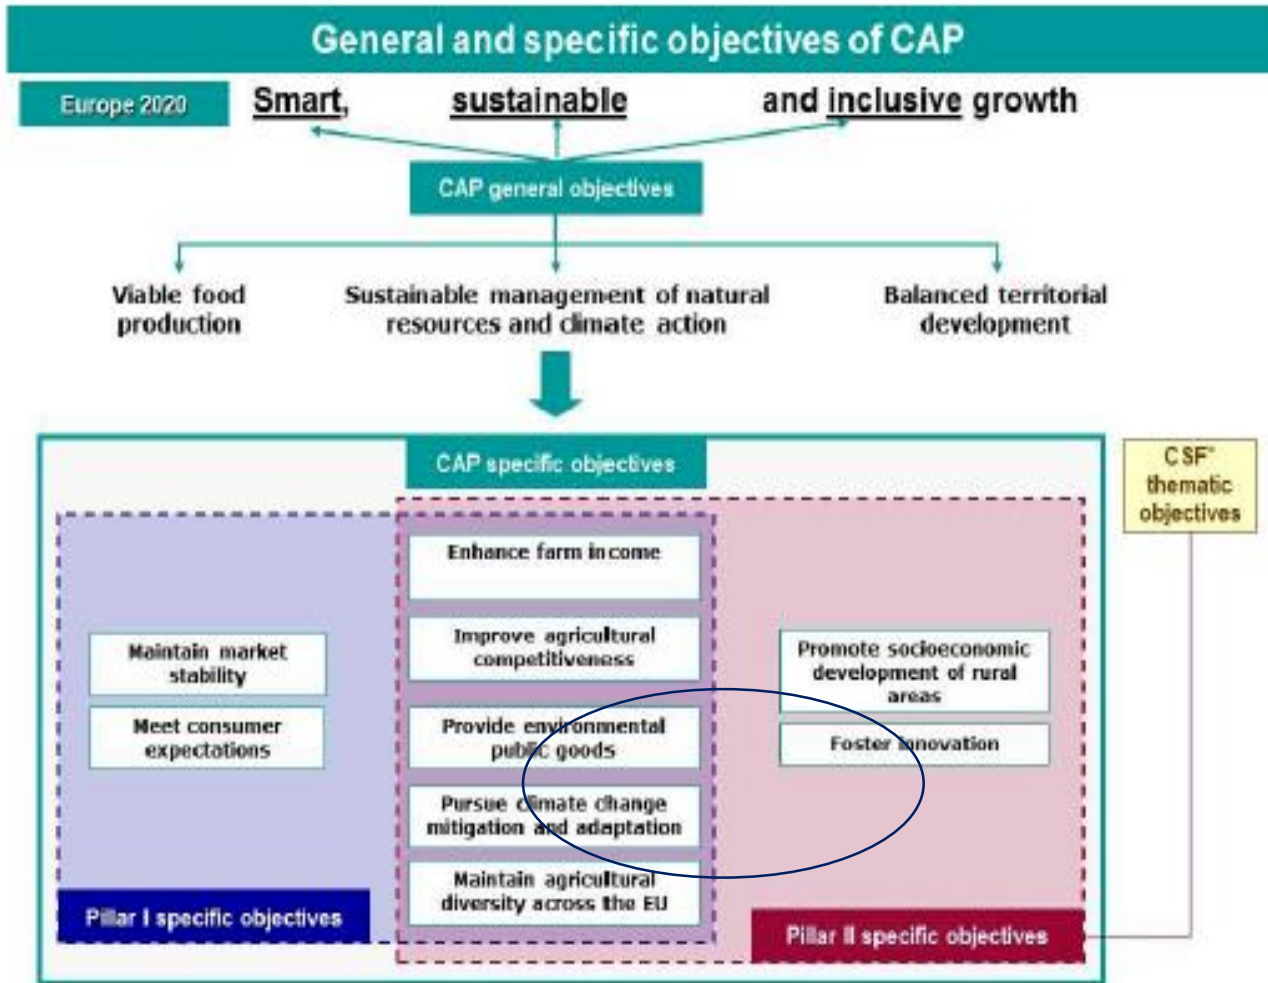 General and specific objectives of CAP
Europe 2020
Smart, sustainable and inclusive growth
CAP general objectives
Viable food
production
Sustainable management of natural
resources and climate action
Balanced territorial
development
CAP specific objectives
CSF*
thematic
objectives
Enhance farm income
Improve agricultural
competitiveness
Maintain market
stability
Promote socioeconomic
development of rural
areas
Meet consumer
expectations
Provide environmental
public goods
Foster innovation
Pursue climate change
mitigation and adaptation
Maintain agricultural
diversity across the EU
Pillar I specific objectives
Pillar II specific objectives